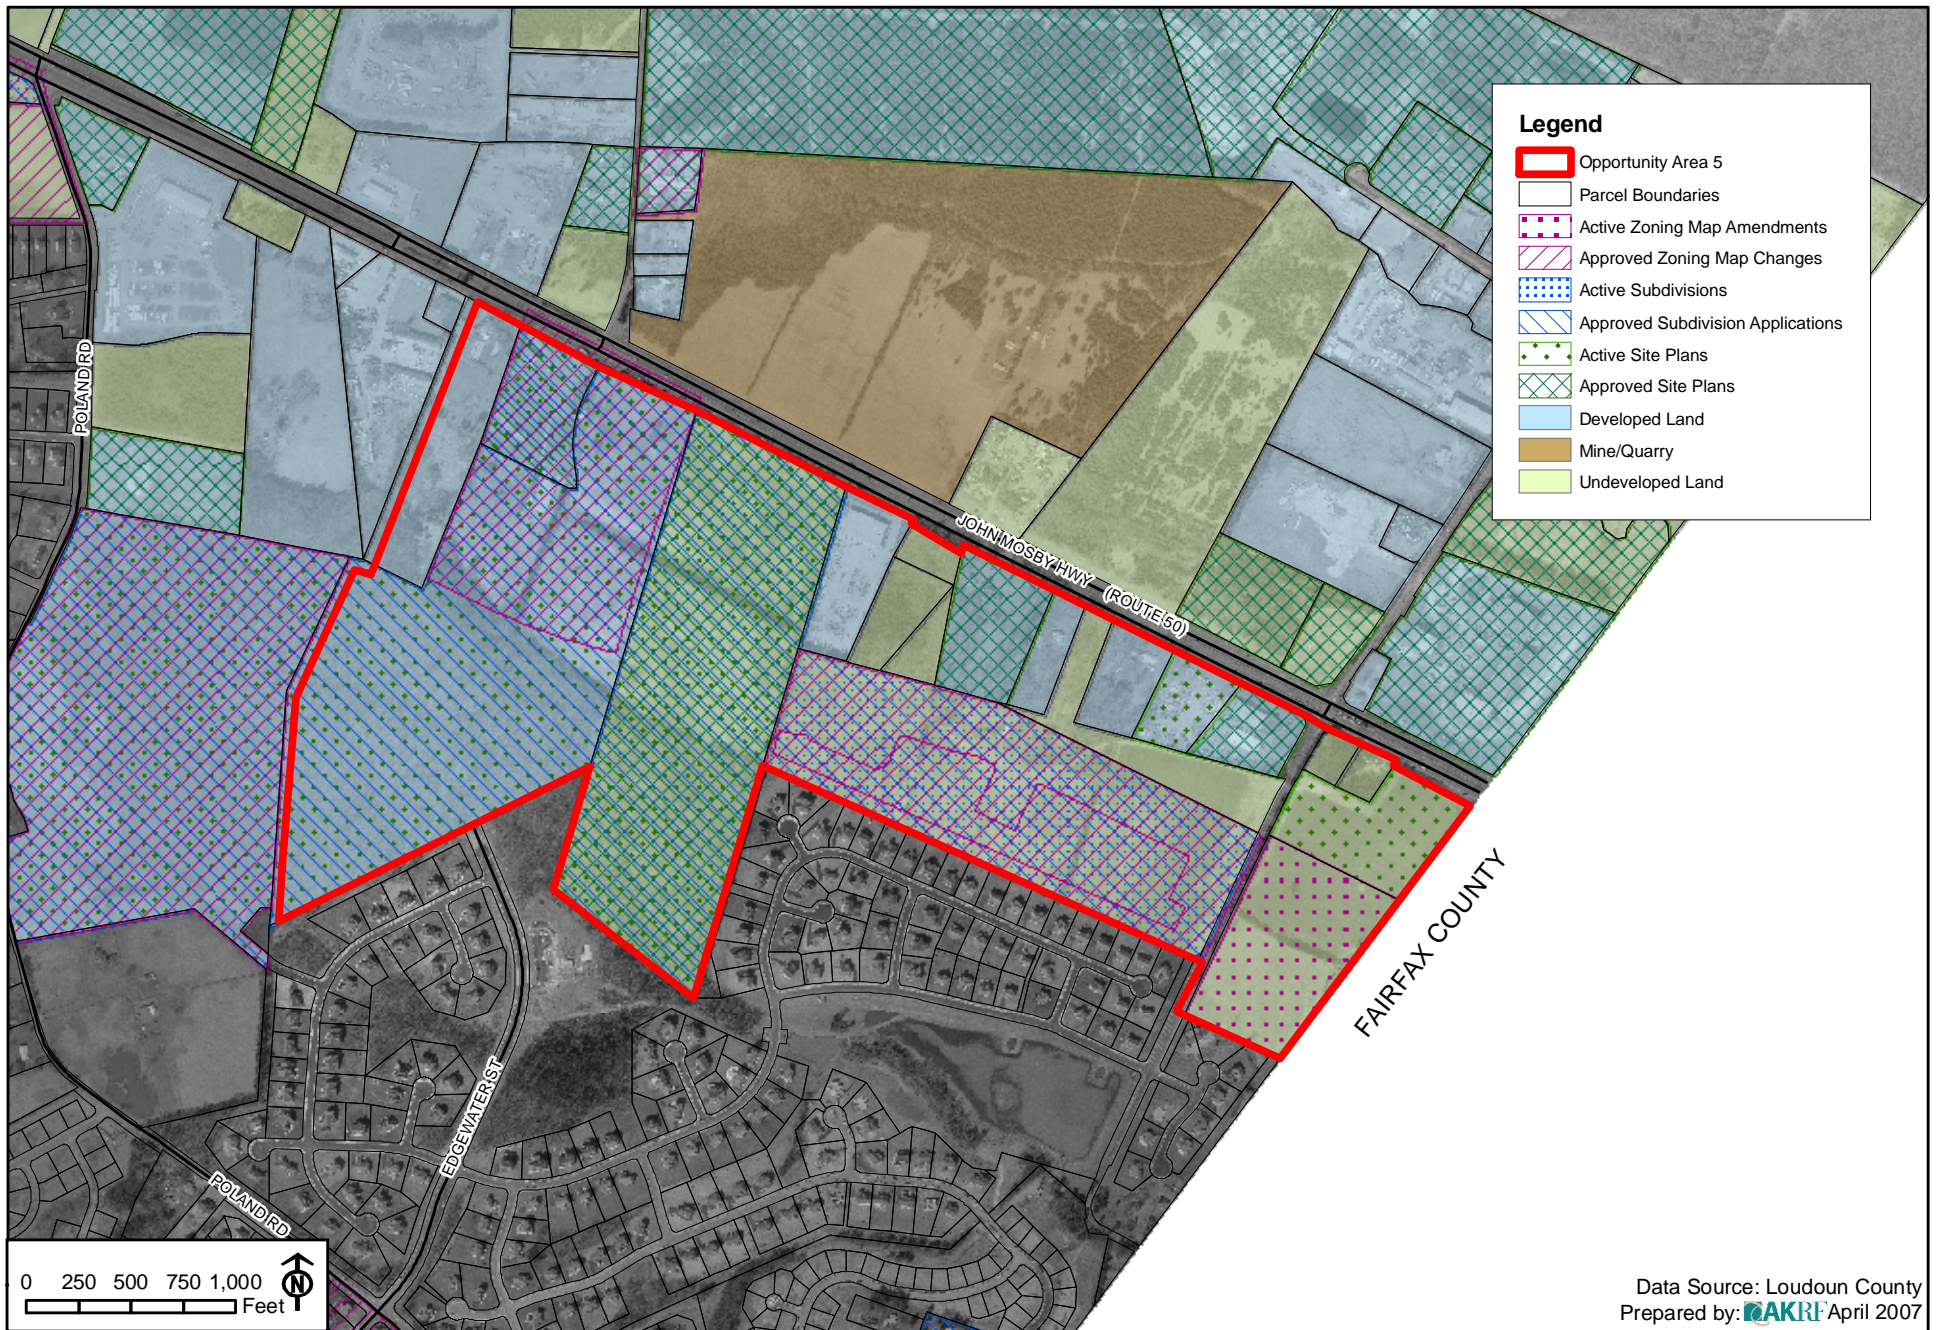 Legend
Opportunity Area 5
Parcel Boundaries
Active Zoning Map Amendments
Approved Zoning Map Changes
Active Subdivisions
Approved Subdivision Applications
Active Site Plans
Approved Site Plans
Developed Land
Mine/Quarry
Undeveloped Land
POLAND RD
JOHN MOSBY HWY (ROUTE 50)
FAIRFAX COUNTY
EDGEWATER ST
POLAND RD
0 250 500 750 1,000
Feet
N
Data Source: Loudoun County
Prepared by: AKRF April 2007